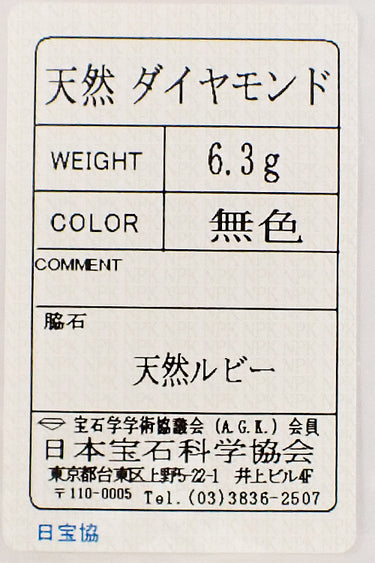 天然 ダイヤモンド
WEIGHT 6.3g
COLOR 無色
COMMENT
脇石
天然ルビー
宝石学学術協議会 (A.G.K.) 会員
日本宝石科学協会
東京都台東区上野5-22-1 井上ビル4F
〒110-0005 Tel.(03)3836-2507
日宝協